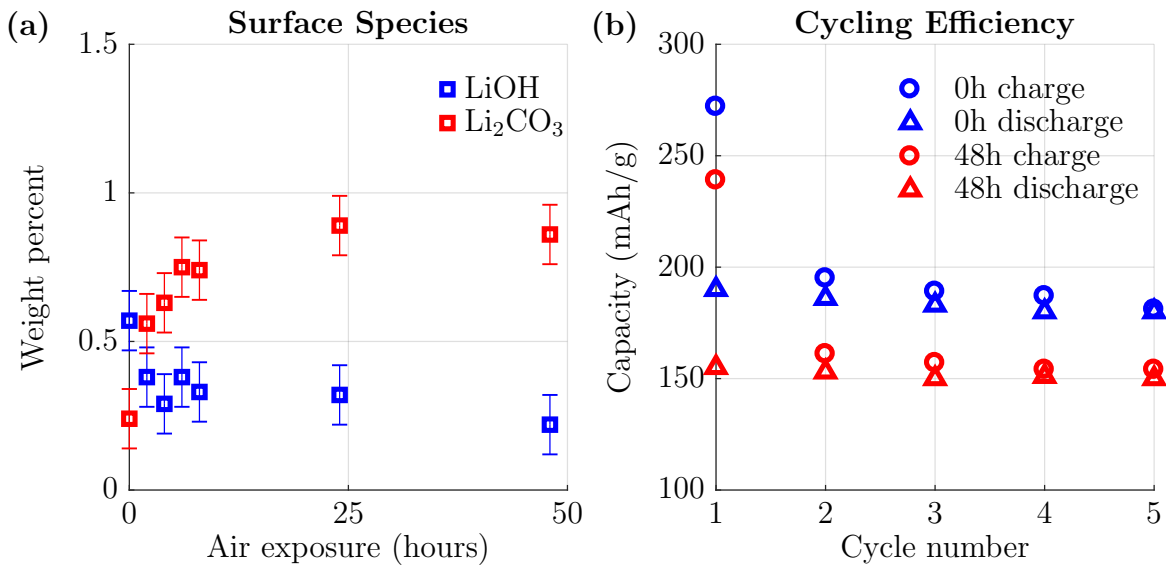 (a) Surface Species
1.5
1
0.5
0
0 25 50
Weight percent
Air exposure (hours)
LiOH
Li₂CO₃
(b) Cycling Efficiency
300
250
200
150
100
1 2 3 4 5
Capacity (mAh/g)
Cycle number
0h charge
0h discharge
48h charge
48h discharge